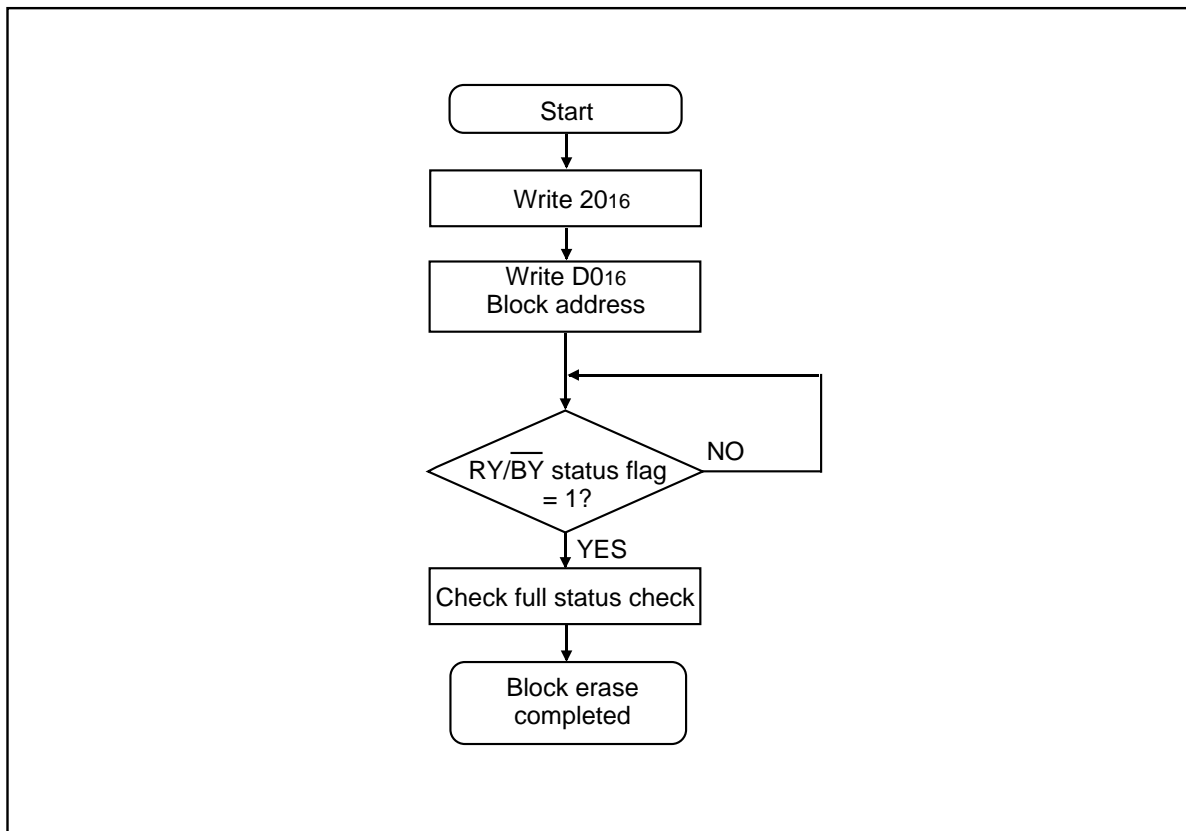 Start
Write 2016
Write D016
Block address
NO
RY/BY status flag
= 1?
YES
Check full status check
Block erase
completed